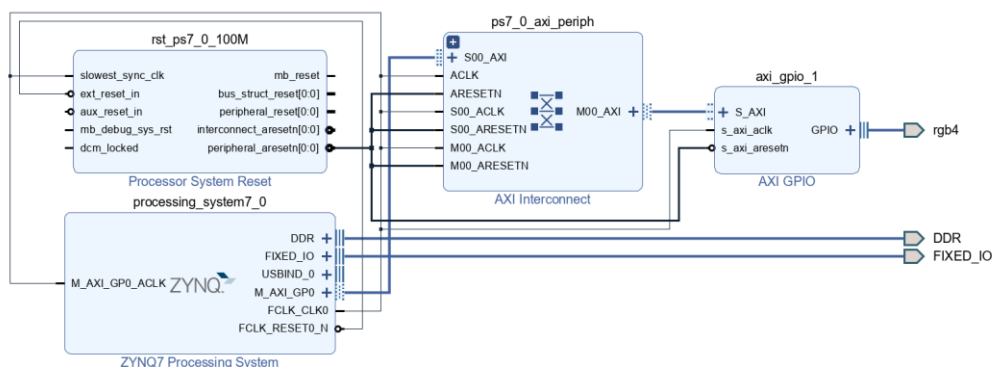 rst_ps7_0_100M
slowest_sync_clk
ext_reset_in
aux_reset_in
mb_debug_sys_rst
dcm_locked
mb_reset
bus_struct_reset[0:0]
peripheral_reset[0:0]
interconnect_aresetn[0:0]
peripheral_aresetn[0:0]
Processor System Reset
ps7_0_axi_periph
S00_AXI
ACLK
ARESETN
S00_ACLK
S00_ARESETN
M00_ACLK
M00_ARESETN
M00_AXI
AXI Interconnect
axi_gpio_1
S_AXI
s_axi_aclk
s_axi_aresetn
GPIO
AXI GPIO
rgb4
processing_system7_0
M_AXI_GP0_ACLK
ZYNQ
DDR
FIXED_IO
USBIND_0
M_AXI_GP0
FCLK_CLK0
FCLK_RESET0_N
ZYNQ7 Processing System
DDR
FIXED_IO